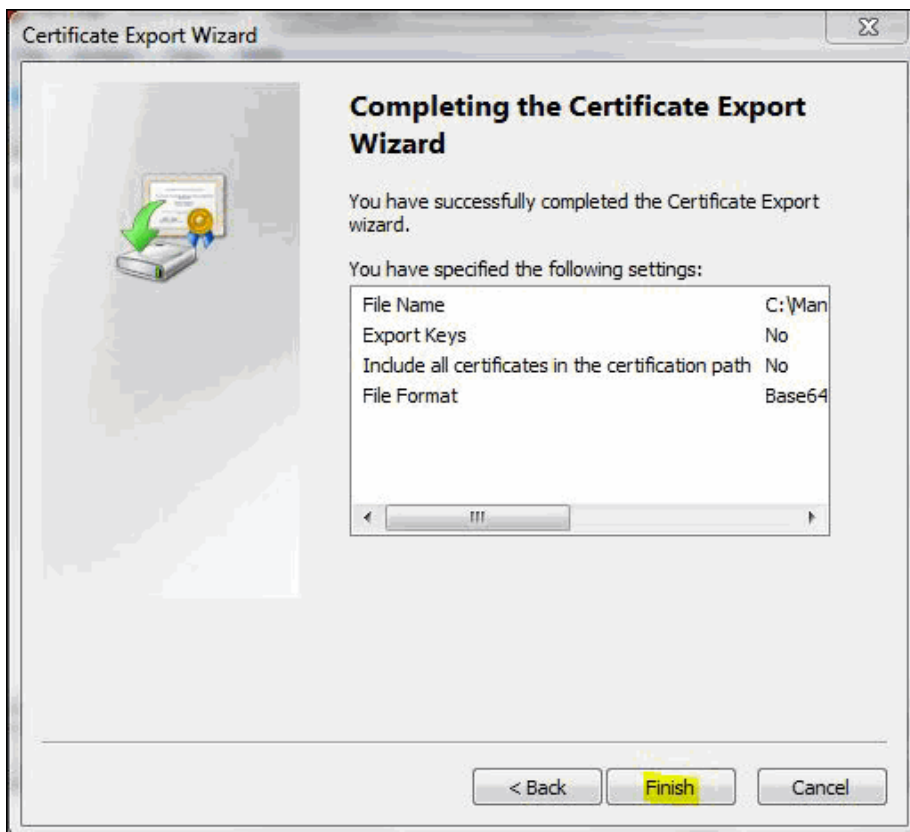 Certificate Export Wizard
Completing the Certificate Export
Wizard
You have successfully completed the Certificate Export
wizard.
You have specified the following settings:
File Name C:\Man
Export Keys No
Include all certificates in the certification path No
File Format Base64
< Back Finish Cancel